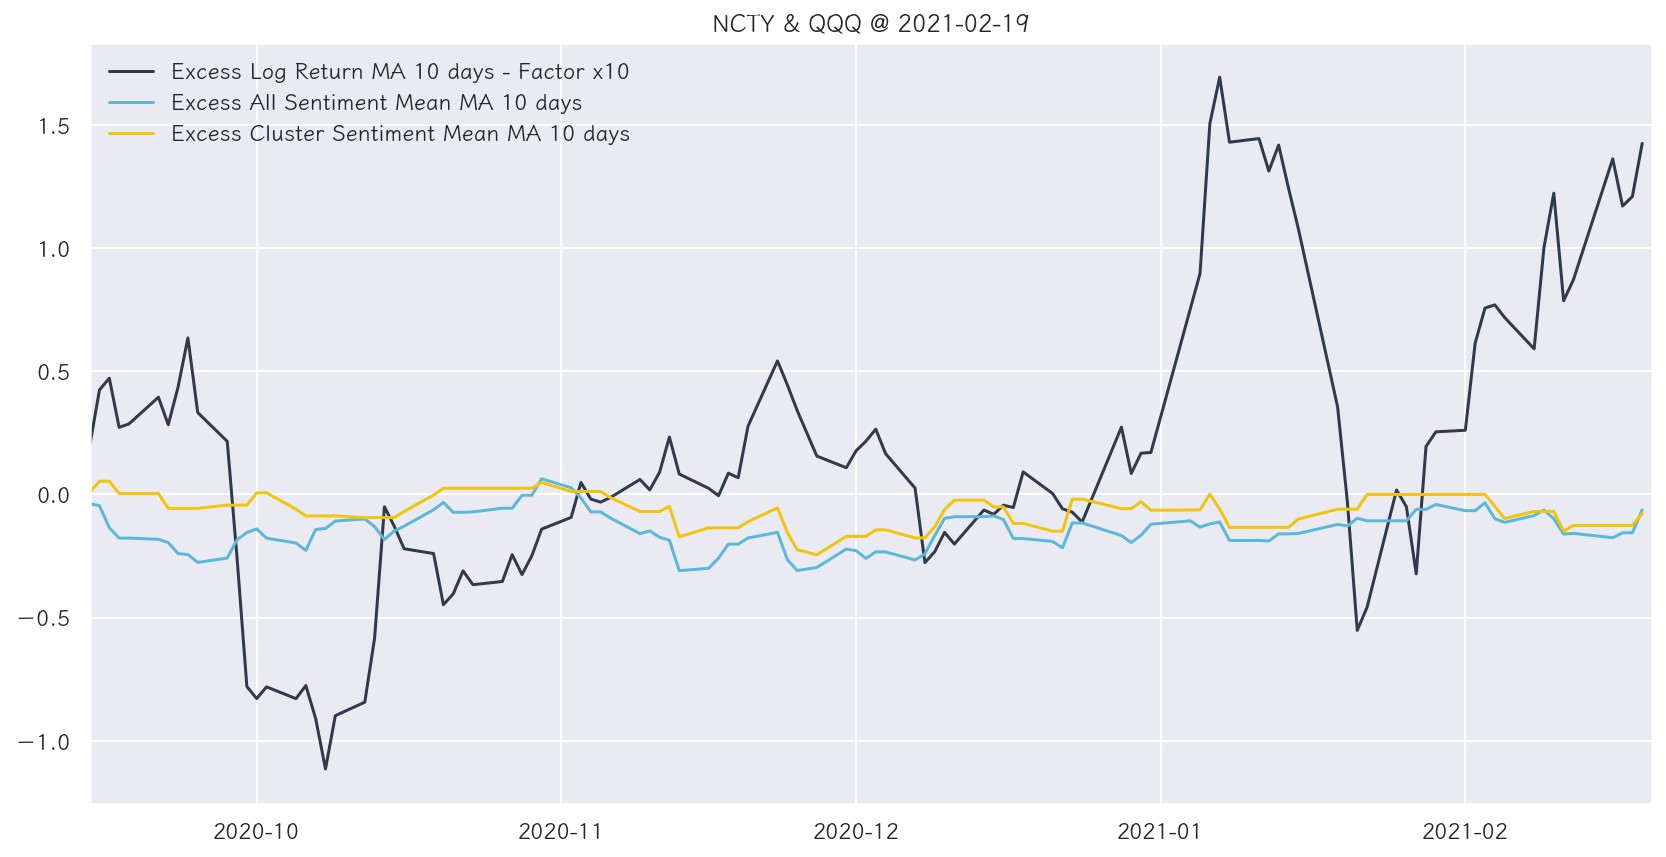 NCTY & QQQ @ 2021-02-19
Excess Log Return MA 10 days - Factor x10
Excess All Sentiment Mean MA 10 days
Excess Cluster Sentiment Mean MA 10 days
1.5
1.0
0.5
0.0
−0.5
−1.0
2020-10 2020-11 2020-12 2021-01 2021-02